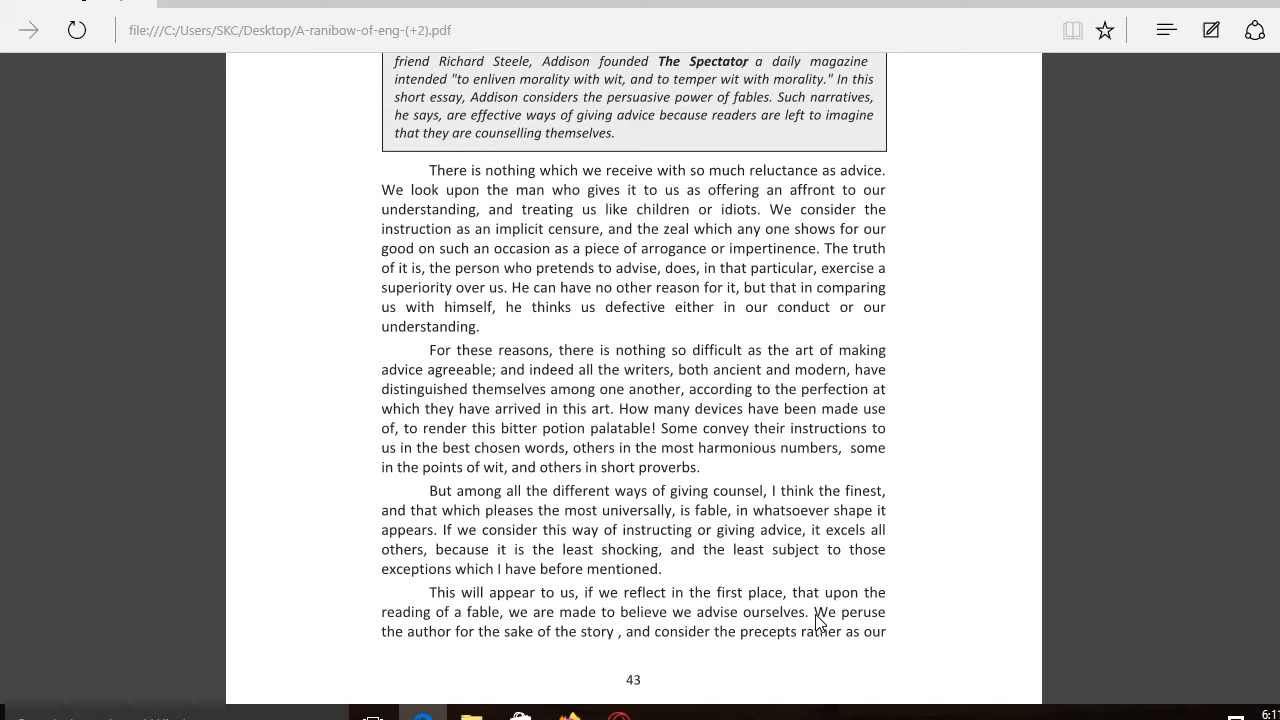 file:///C:/Users/SKC/Desktop/A-ranibow-of-eng-(+2).pdf
friend Richard Steele, Addison founded The Spectator a daily magazine
intended "to enliven morality with wit, and to temper wit with morality." In this
short essay, Addison considers the persuasive power of fables. Such narratives,
he says, are effective ways of giving advice because readers are left to imagine
that they are counselling themselves.
There is nothing which we receive with so much reluctance as advice.
We look upon the man who gives it to us as offering an affront to our
understanding, and treating us like children or idiots. We consider the
instruction as an implicit censure, and the zeal which any one shows for our
good on such an occasion as a piece of arrogance or impertinence. The truth
of it is, the person who pretends to advise, does, in that particular, exercise a
superiority over us. He can have no other reason for it, but that in comparing
us with himself, he thinks us defective either in our conduct or our
understanding.
For these reasons, there is nothing so difficult as the art of making
advice agreeable; and indeed all the writers, both ancient and modern, have
distinguished themselves among one another, according to the perfection at
which they have arrived in this art. How many devices have been made use
of, to render this bitter potion palatable! Some convey their instructions to
us in the best chosen words, others in the most harmonious numbers, some
in the points of wit, and others in short proverbs.
But among all the different ways of giving counsel, I think the finest,
and that which pleases the most universally, is fable, in whatsoever shape it
appears. If we consider this way of instructing or giving advice, it excels all
others, because it is the least shocking, and the least subject to those
exceptions which I have before mentioned.
This will appear to us, if we reflect in the first place, that upon the
reading of a fable, we are made to believe we advise ourselves. We peruse
the author for the sake of the story , and consider the precepts rather as our
43